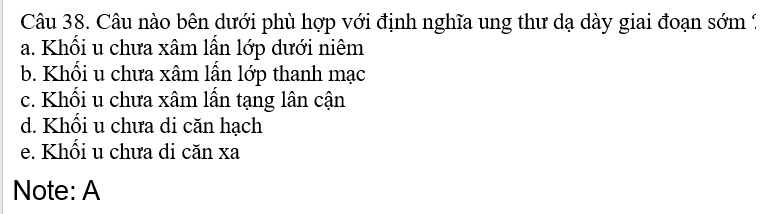 Câu 38. Câu nào bên dưới phù hợp với định nghĩa ung thư dạ dày giai đoạn sớm ?
a. Khối u chưa xâm lấn lớp dưới niêm
b. Khối u chưa xâm lấn lớp thanh mạc
c. Khối u chưa xâm lấn tạng lân cận
d. Khối u chưa di căn hạch
e. Khối u chưa di căn xa
Note: A